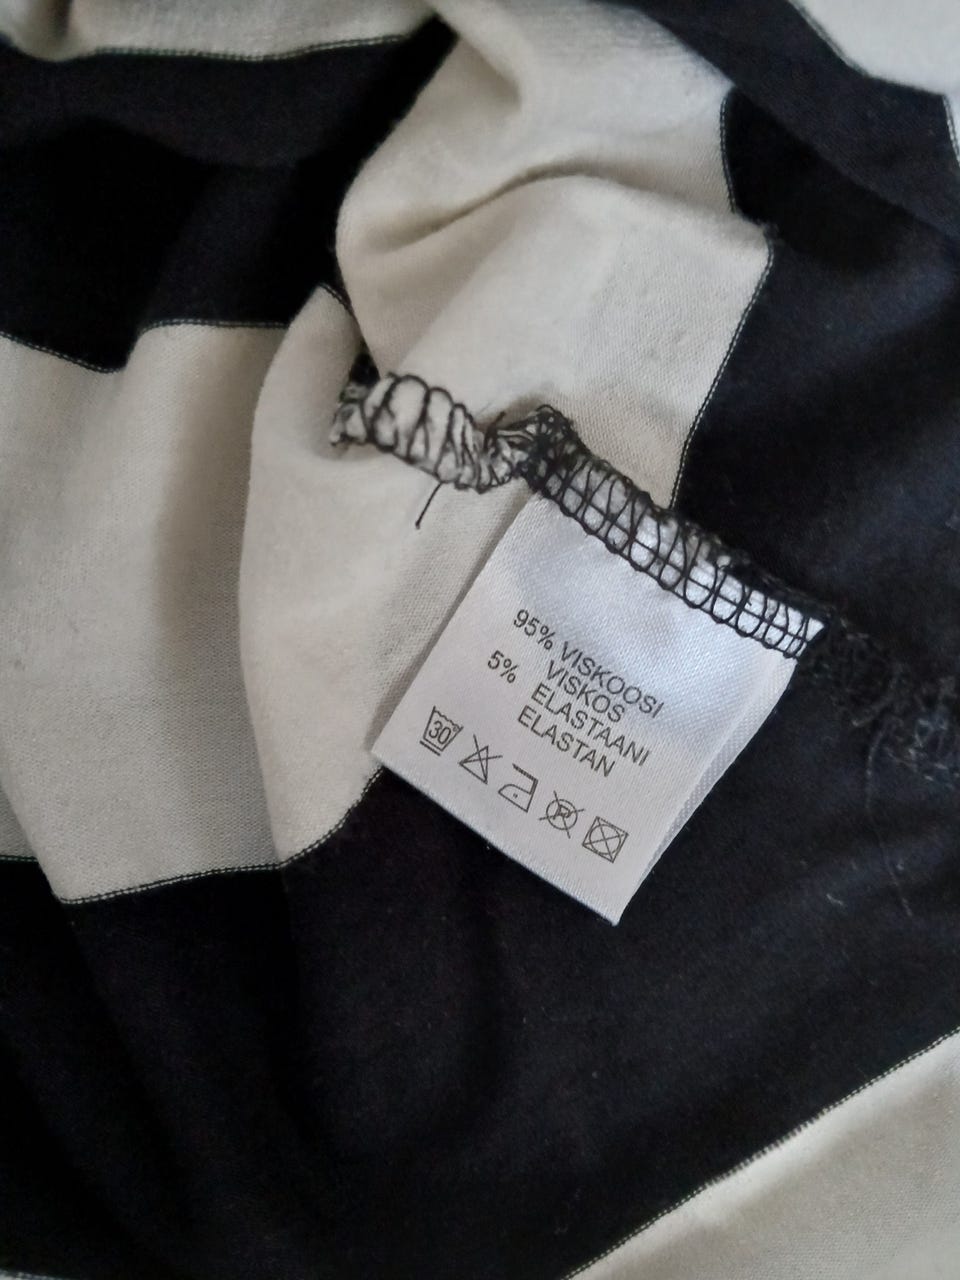 95% VISKOOSI
VISKOS
5% ELASTAANI
ELASTAN
30
P